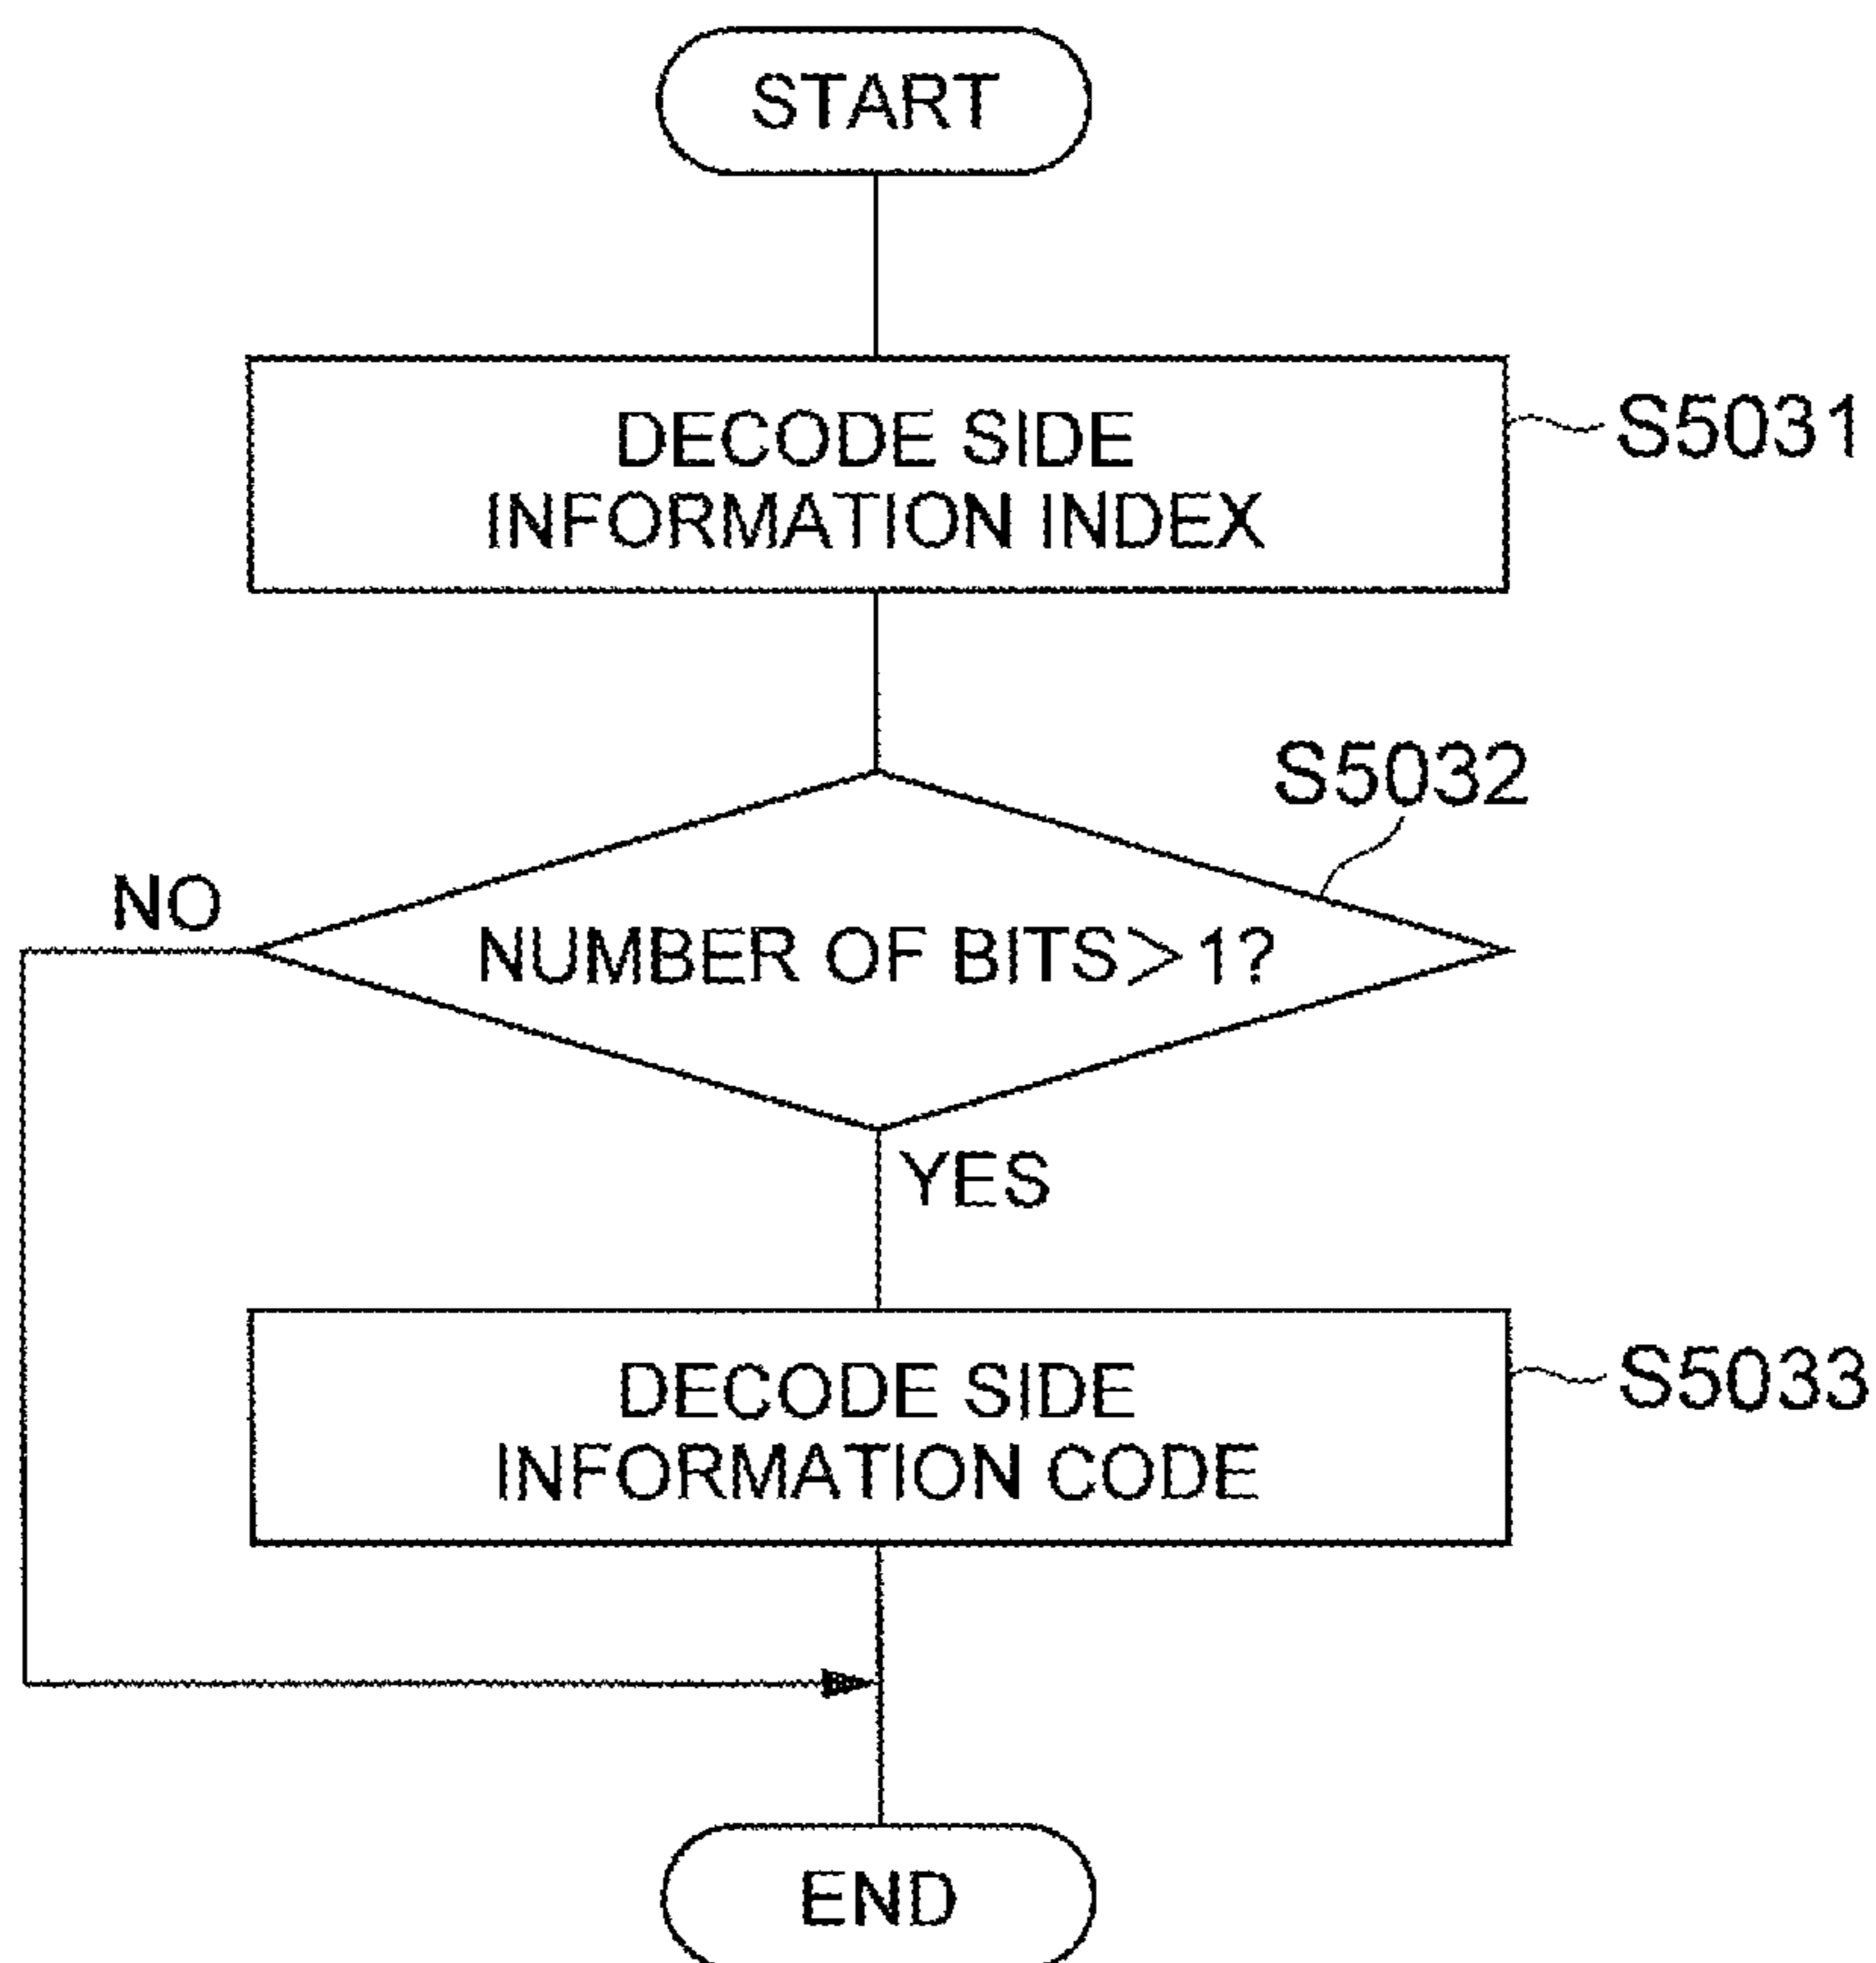 START
DECODE SIDE
INFORMATION INDEX
S5031
S5032
NO
NUMBER OF BITS>1?
YES
DECODE SIDE
INFORMATION CODE
S5033
END